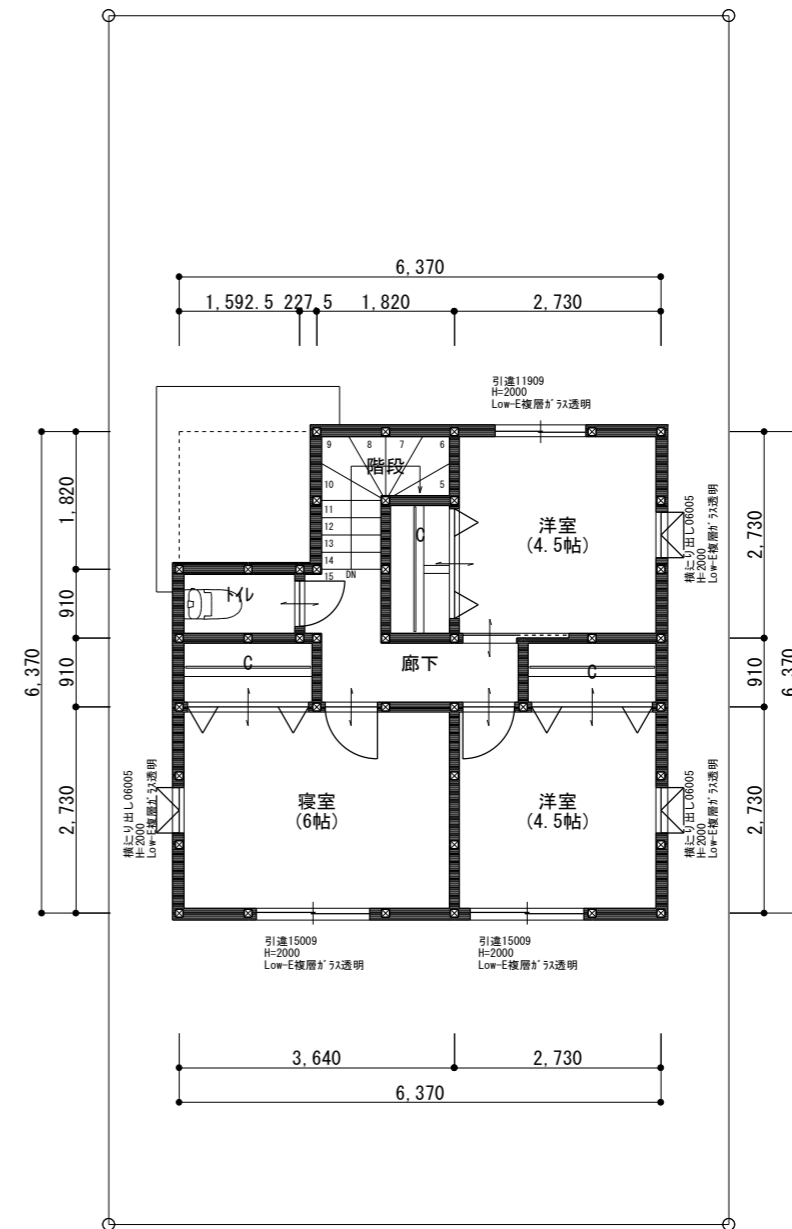 6,370
1,592.5 227.5 1,820 2,730
引違11909
H=2000
Low-E複層ガラス透明
9 8 7 6
階段
10 5
11
12
13
14
15 DN
C
洋室
(4.5帖)
横辷り出し06005
H=2000
Low-E複層ガラス透明
トイレ
C
廊下
C
寝室
(6帖)
洋室
(4.5帖)
横辷り出し06005
H=2000
Low-E複層ガラス透明
横辷り出し06005
H=2000
Low-E複層ガラス透明
引違15009
H=2000
Low-E複層ガラス透明
引違15009
H=2000
Low-E複層ガラス透明
6,370
1,820
910
910
2,730
2,730
910
2,730
6,370
3,640 2,730
6,370